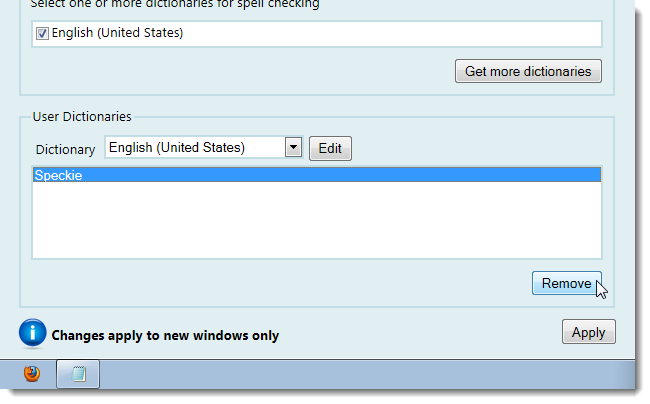 Select one or more dictionaries for spell checking
English (United States)
Get more dictionaries
User Dictionaries
Dictionary English (United States) Edit
Speckie
Remove
Changes apply to new windows only Apply